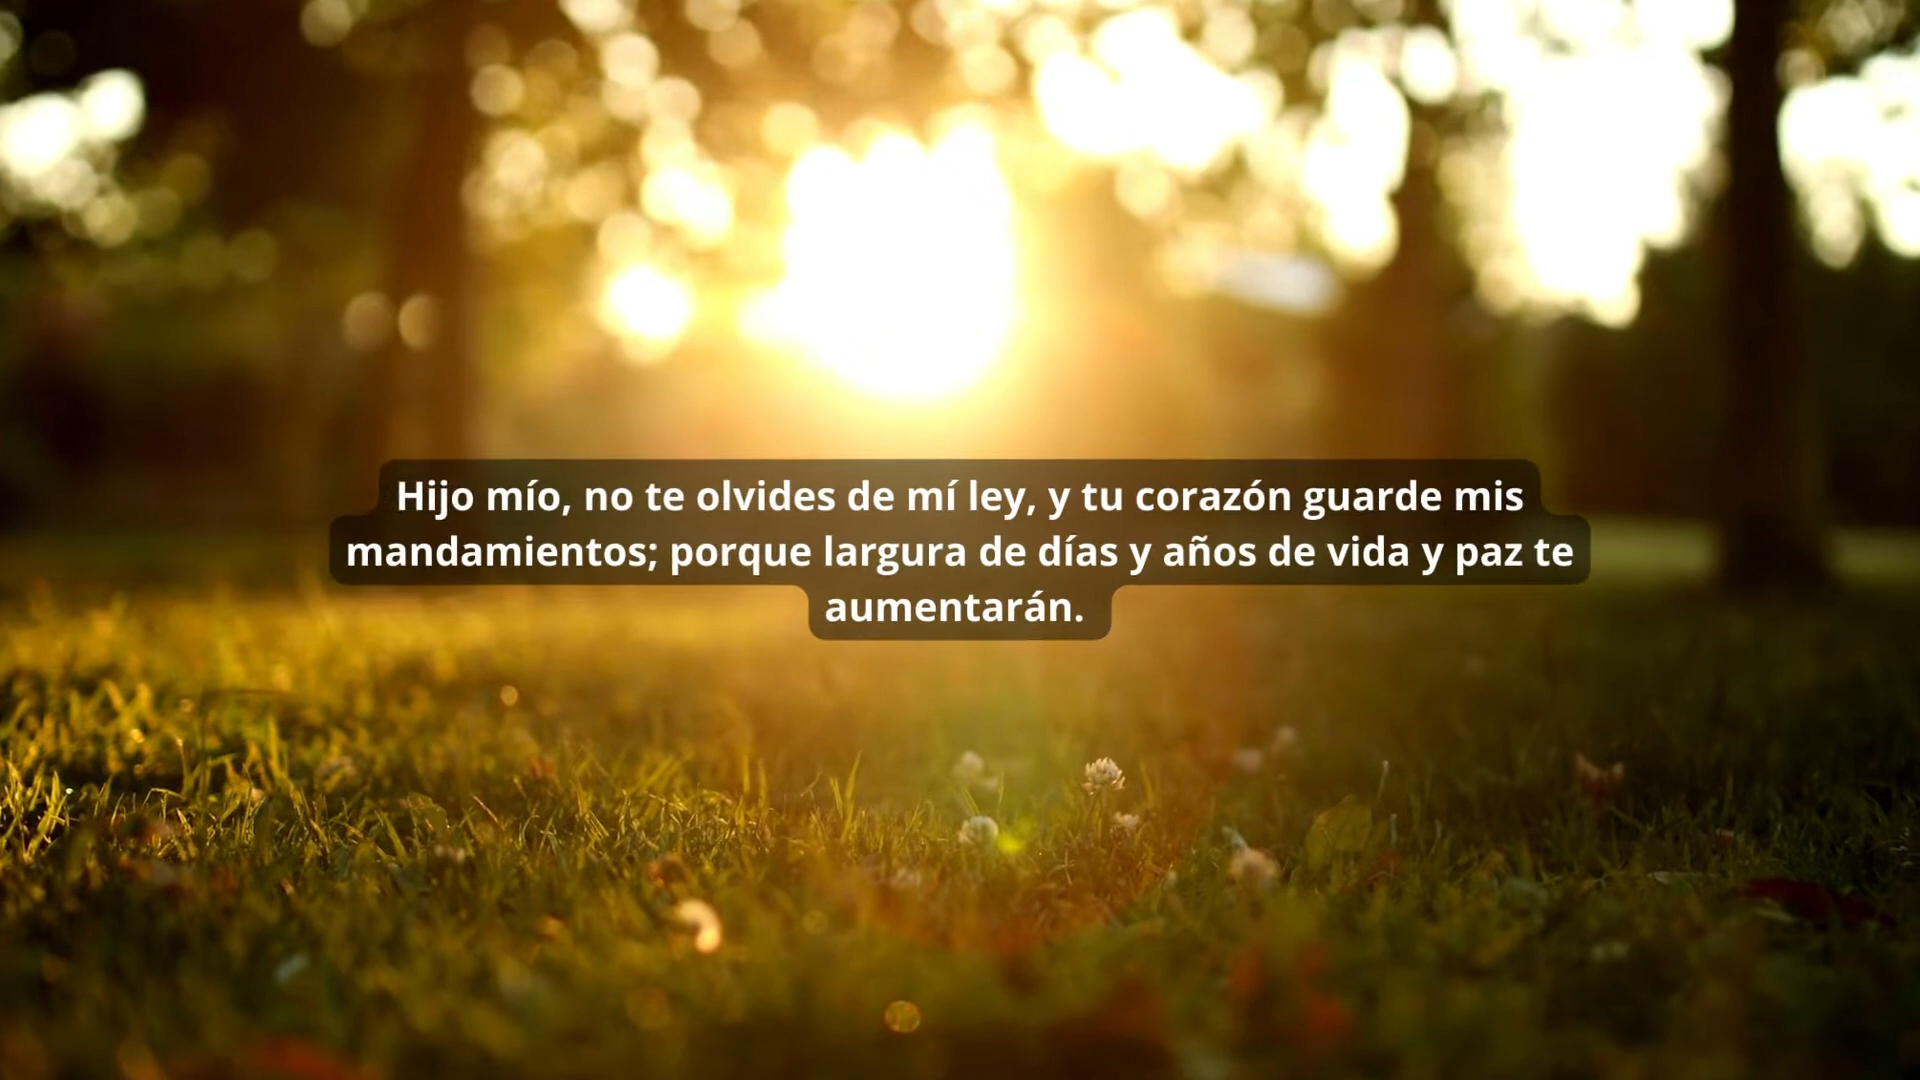 Hijo mío, no te olvides de mí ley, y tu corazón guarde mis
mandamientos; porque largura de días y años de vida y paz te
aumentarán.